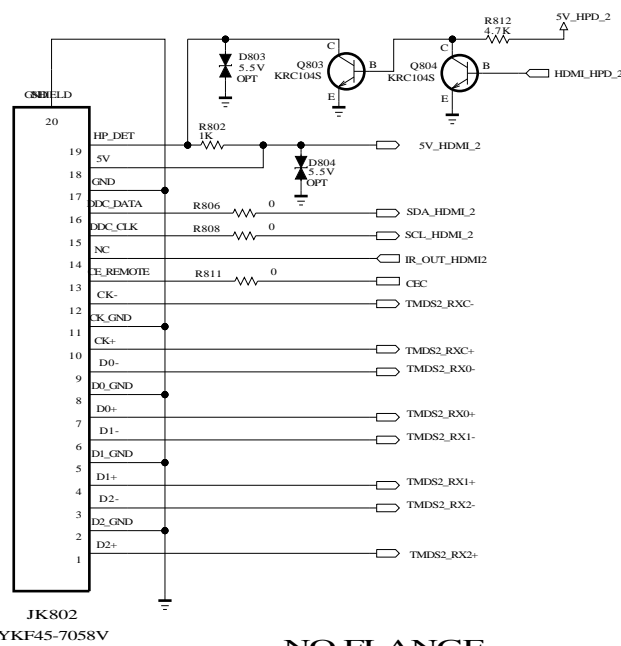 5V_HPD_2
R812
4.7K
C
D803
5.5V
OPT
Q803
KRC104S
B
E
C
Q804
KRC104S
B
E
HDMI_HPD_2
20
HP_DET
R802
1K
19
5V
5V_HDMI_2
18
GND
D804
5.5V
OPT
17
DDC_DATA
R806
0
SDA_HDMI_2
16
DDC_CLK
R808
0
SCL_HDMI_2
15
NC
IR_OUT_HDMI2
14
CE_REMOTE
R811
0
CEC
13
CK-
TMDS2_RXC-
12
CK_GND
11
CK+
TMDS2_RXC+
10
D0-
TMDS2_RX0-
9
D0_GND
8
D0+
TMDS2_RX0+
7
D1-
TMDS2_RX1-
6
D1_GND
5
D1+
TMDS2_RX1+
4
D2-
TMDS2_RX2-
3
D2_GND
2
D2+
TMDS2_RX2+
1
JK802
YKF45-7058V
NO FLANGE